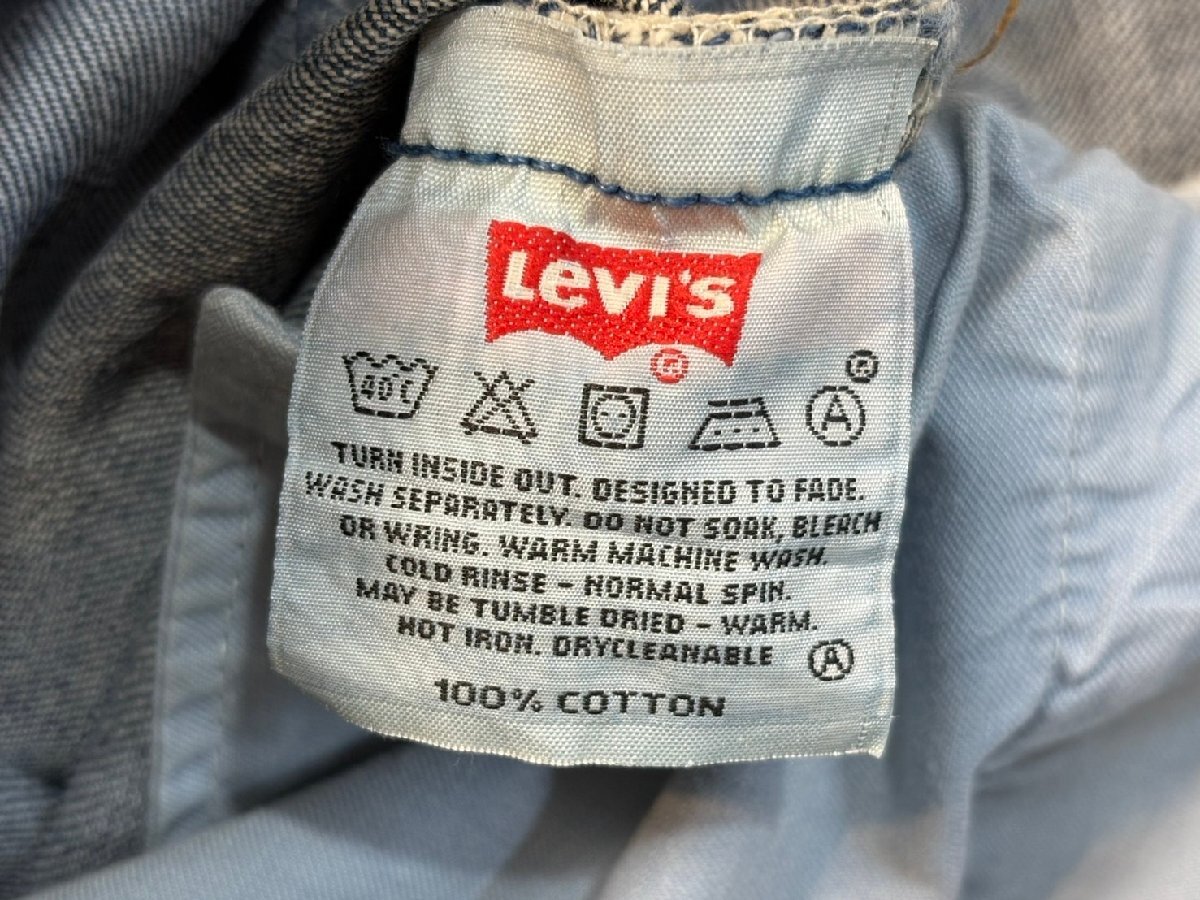 Levi's
®
40℃
A
®
TURN INSIDE OUT. DESIGNED TO FADE.
WASH SEPARATELY. DO NOT SOAK, BLEACH
OR WRING. WARM MACHINE WASH.
COLD RINSE - NORMAL SPIN.
MAY BE TUMBLE DRIED - WARM.
HOT IRON. DRYCLEANABLE A
100% COTTON